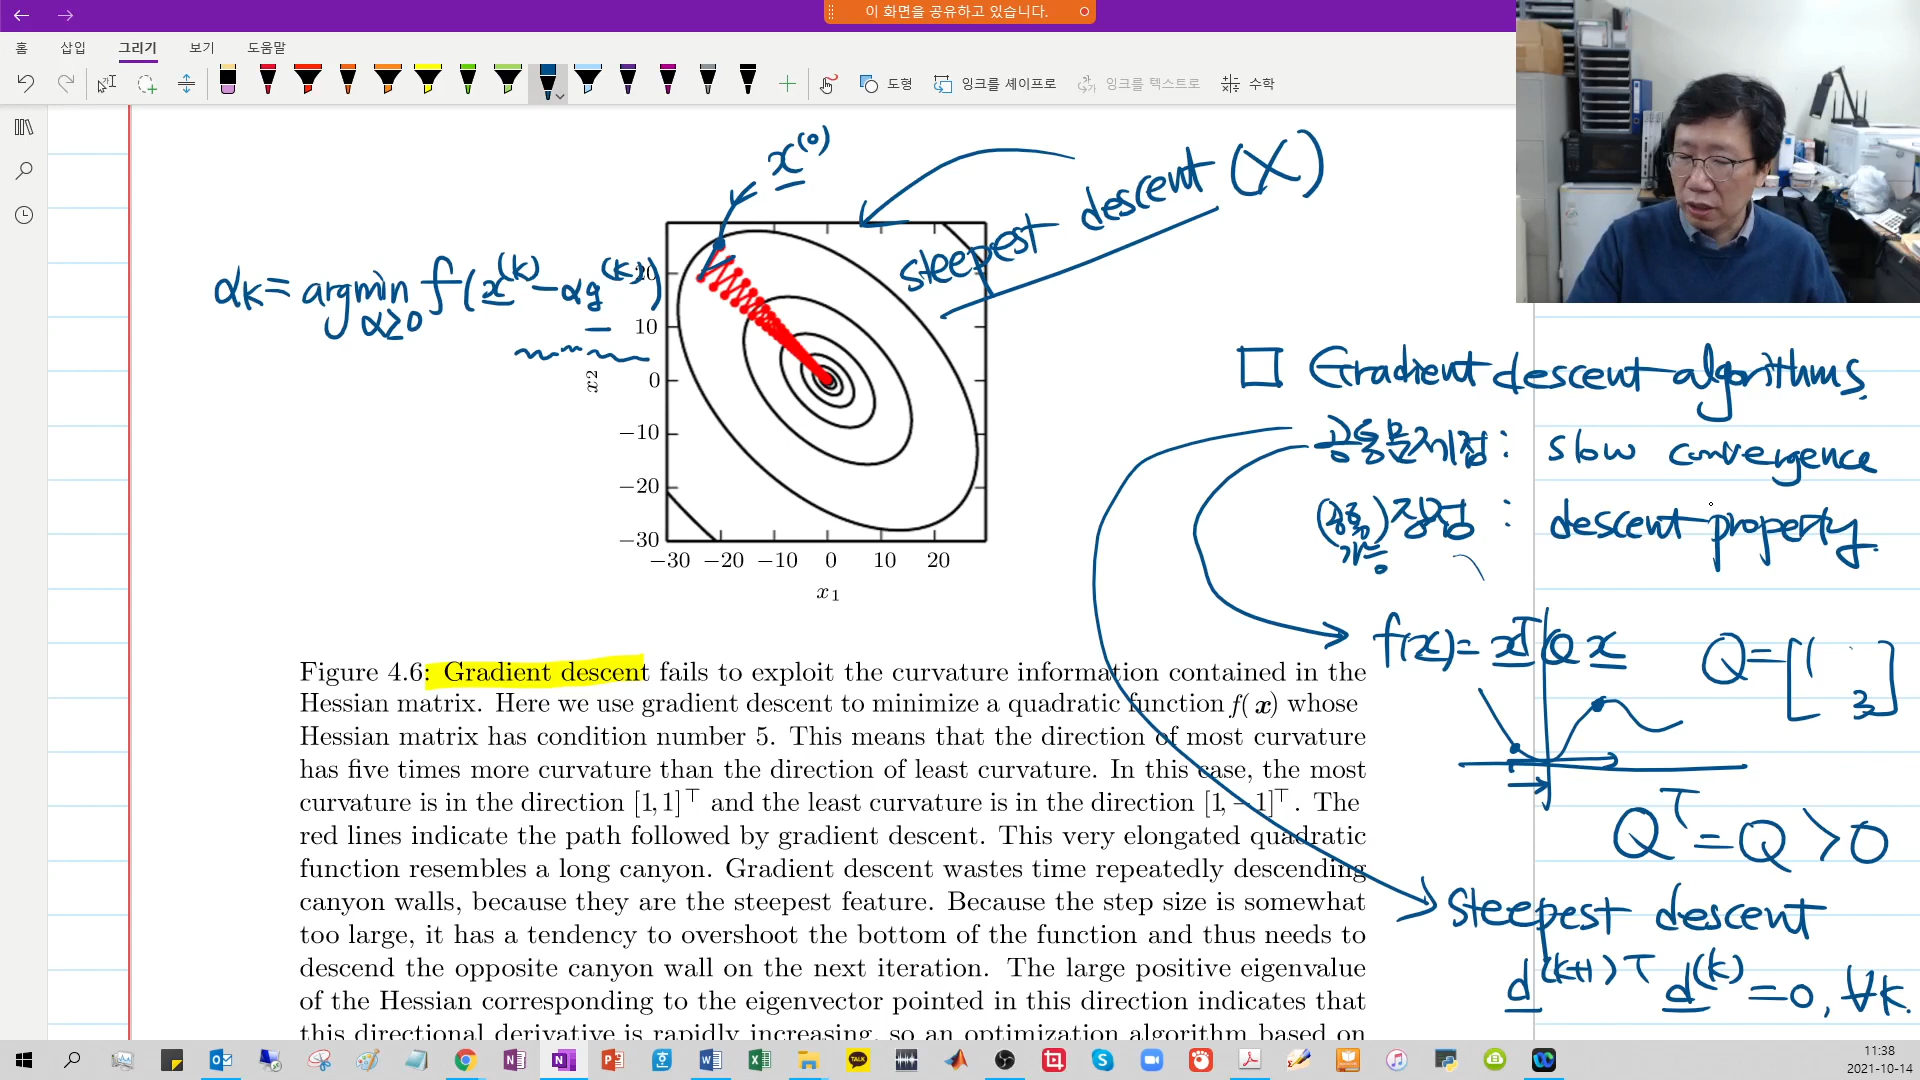 이 화면을 공유하고 있습니다.
홈 삽입 그리기 보기 도움말
도형 잉크를 셰이프로 잉크를 텍스트로 수학
x^(0)
steepest descent (X)
αk = argmin f(x^(k) − αg^(k))
α≥0
20
10
0
−10
−20
−30
x2
−30 −20 −10 0 10 20
x1
□ Gradient descent algorithms.
공통문제점: slow convergence
(공통)장점 : descent property
가능
f(x) = x^T Q x Q = [1 3]
Q^T = Q > 0
steepest descent
d^(k+1)T d^(k) = 0, ∀k.
Figure 4.6: Gradient descent fails to exploit the curvature information contained in the
Hessian matrix. Here we use gradient descent to minimize a quadratic function f( x) whose
Hessian matrix has condition number 5. This means that the direction of most curvature
has five times more curvature than the direction of least curvature. In this case, the most
curvature is in the direction [1, 1]⊤ and the least curvature is in the direction [1, −1]⊤. The
red lines indicate the path followed by gradient descent. This very elongated quadratic
function resembles a long canyon. Gradient descent wastes time repeatedly descending
canyon walls, because they are the steepest feature. Because the step size is somewhat
too large, it has a tendency to overshoot the bottom of the function and thus needs to
descend the opposite canyon wall on the next iteration. The large positive eigenvalue
of the Hessian corresponding to the eigenvector pointed in this direction indicates that
this directional derivative is rapidly increasing, so an optimization algorithm based on
11:38
2021-10-14